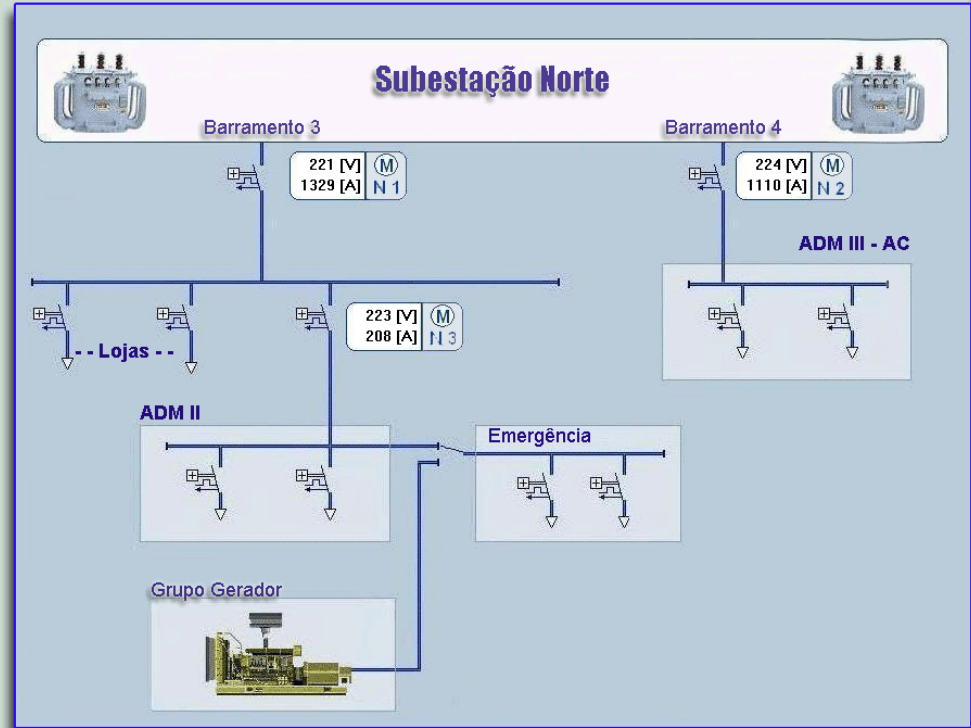 Subestação Norte
Barramento 3
Barramento 4
221 [V] M
1329 [A] N 1
224 [V] M
1110 [A] N 2
ADM III - AC
223 [V] M
208 [A] N 3
- - Lojas - -
ADM II
Emergência
Grupo Gerador